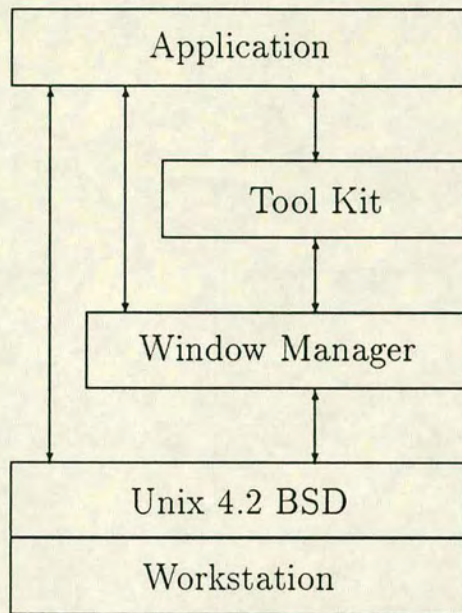 Application
Tool Kit
Window Manager
Unix 4.2 BSD
Workstation